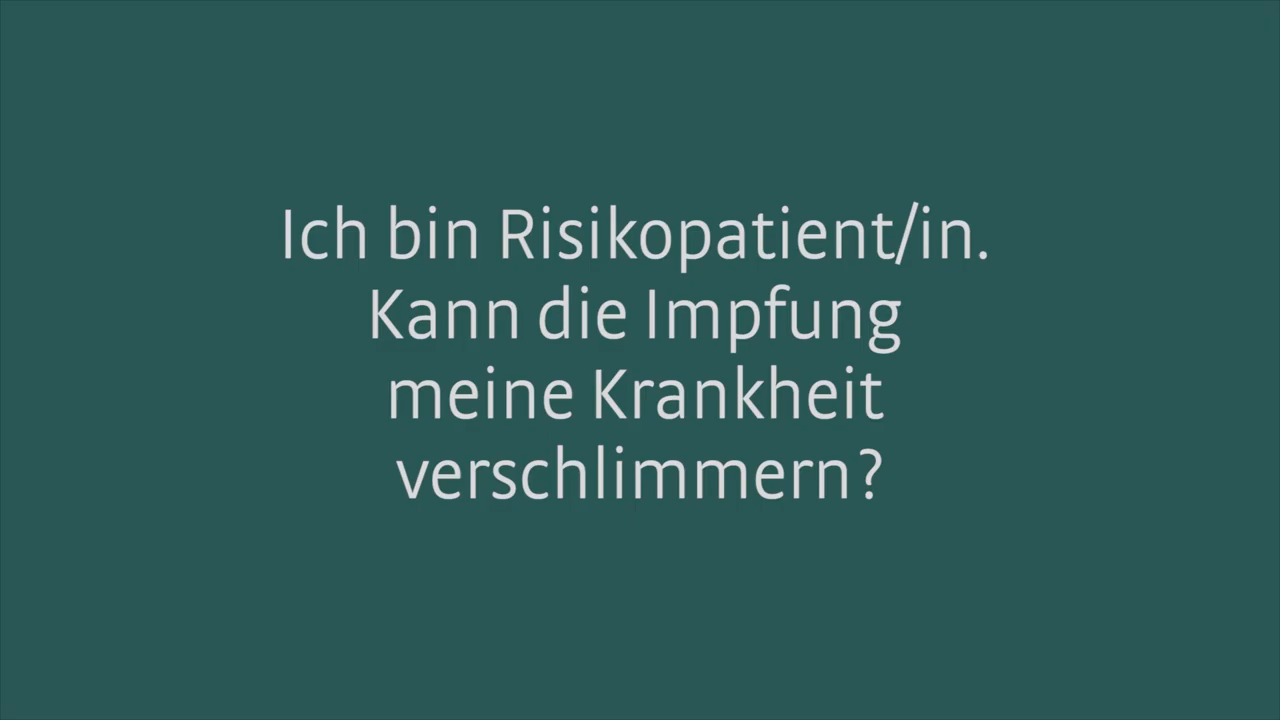 Ich bin Risikopatient/in.
Kann die Impfung
meine Krankheit
verschlimmern?